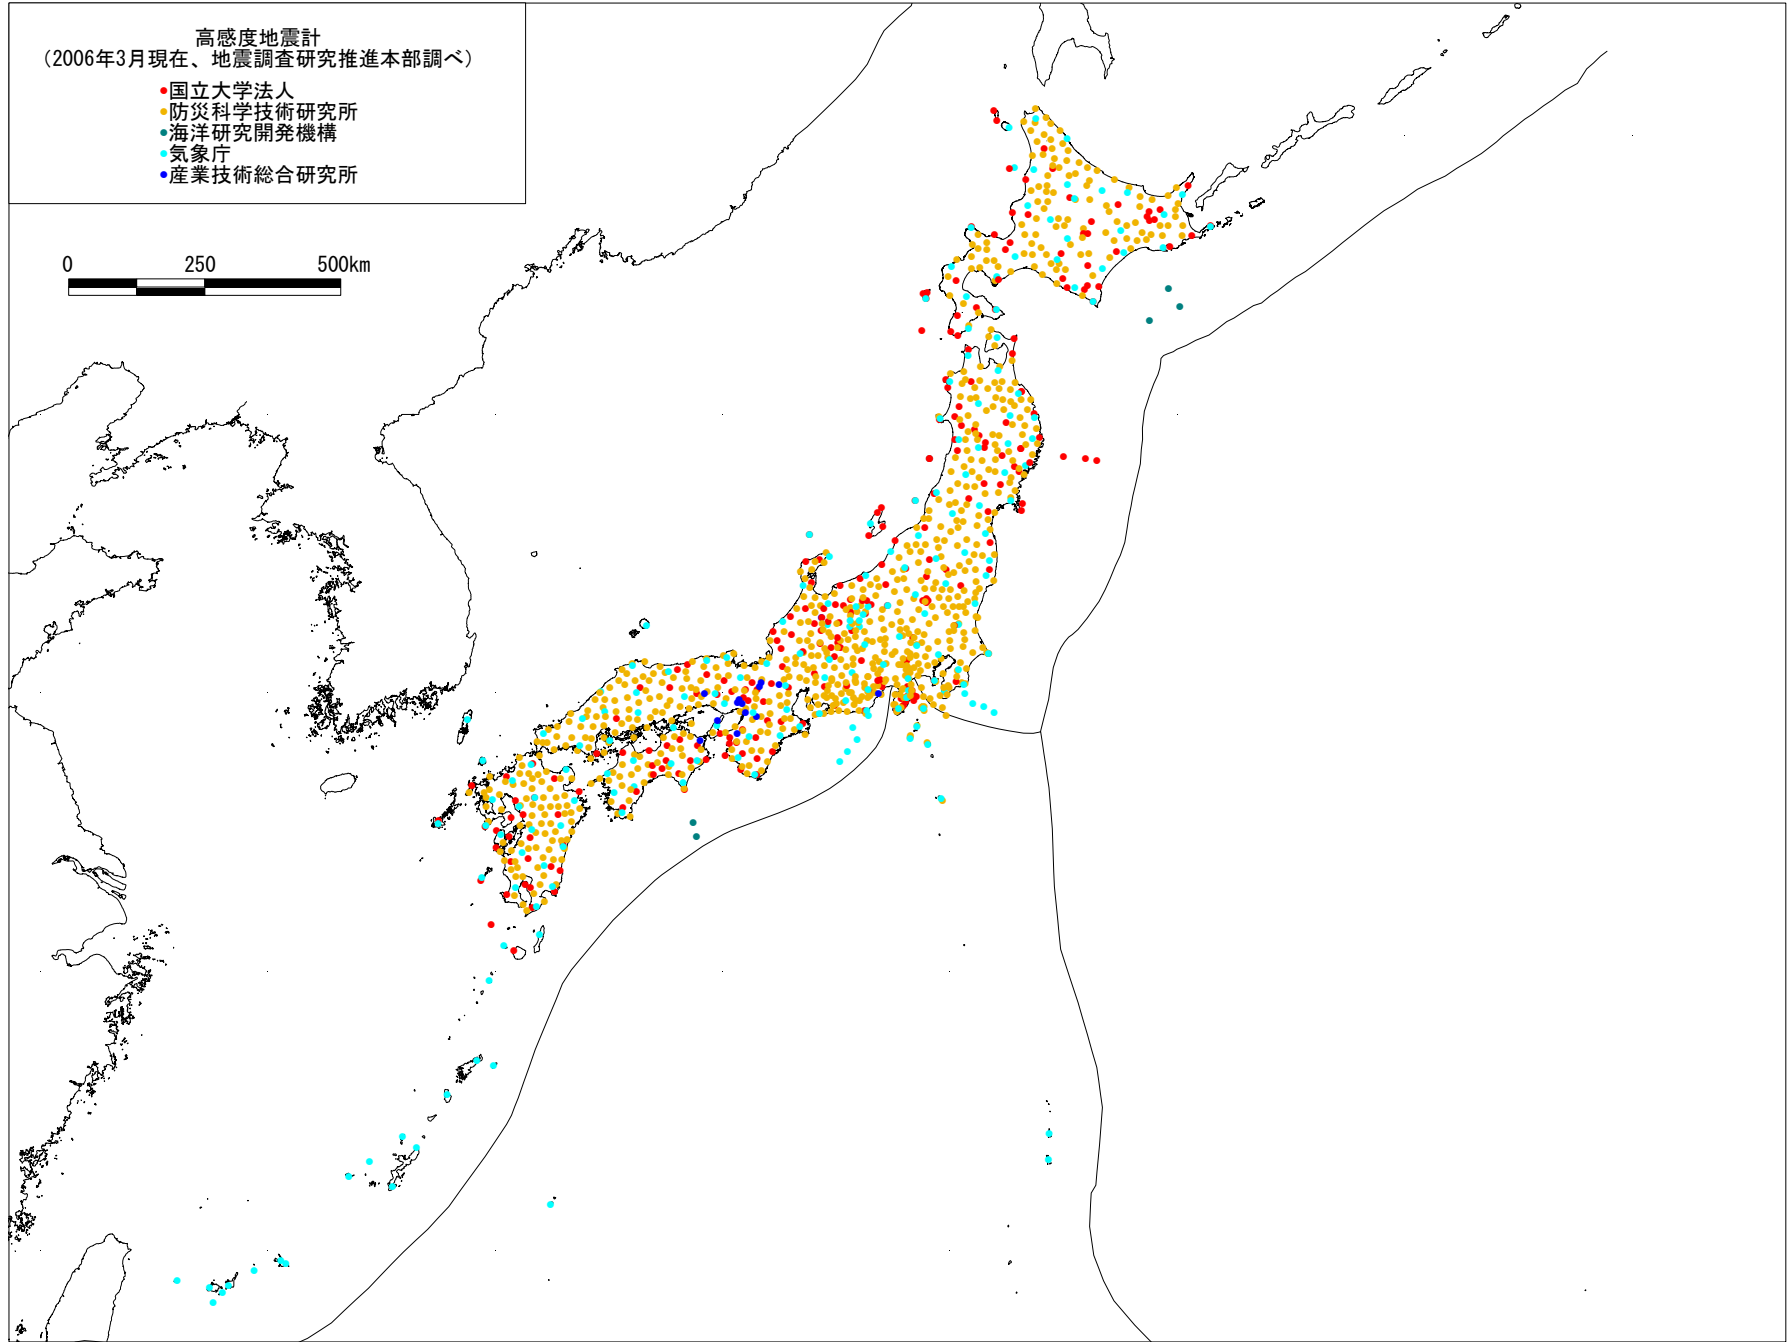 高感度地震計
（2006年3月現在、地震調査研究推進本部調べ）
国立大学法人
防災科学技術研究所
海洋研究開発機構
気象庁
産業技術総合研究所
0 250 500km